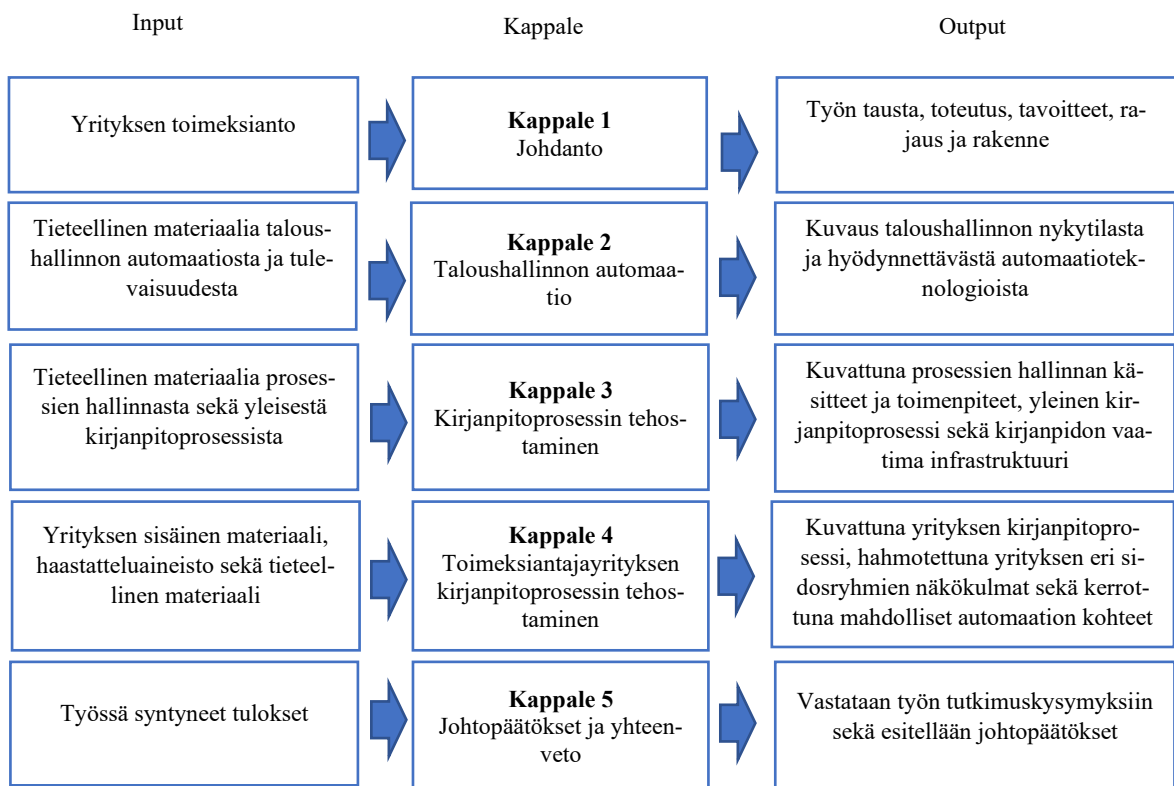 Input
Kappale
Output
Yrityksen toimeksianto
Kappale 1
Johdanto
Työn tausta, toteutus, tavoitteet, ra-
jaus ja rakenne
Tieteellinen materiaalia talous-
hallinnon automaatiosta ja tule-
vaisuudesta
Kappale 2
Taloushallinnon automaa-
tio
Kuvaus taloushallinnon nykytilasta
ja hyödynnettävästä automaatiotek-
nologioista
Tieteellinen materiaalia proses-
sien hallinnasta sekä yleisestä
kirjanpitoprosessista
Kappale 3
Kirjanpitoprosessin tehos-
taminen
Kuvattuna prosessien hallinnan kä-
sitteet ja toimenpiteet, yleinen kir-
janpitoprosessi sekä kirjanpidon vaa-
tima infrastruktuuri
Yrityksen sisäinen materiaali,
haastatteluaineisto sekä tieteel-
linen materiaali
Kappale 4
Toimeksiantajayrityksen
kirjanpitoprosessin tehos-
taminen
Kuvattuna yrityksen kirjanpitopro-
sessi, hahmotettuna yrityksen eri si-
dosryhmien näkökulmat sekä kerrot-
tuna mahdolliset automaation kohteet
Työssä syntyneet tulokset
Kappale 5
Johtopäätökset ja yhteen-
veto
Vastataan työn tutkimuskysymyksiin
sekä esitellään johtopäätökset